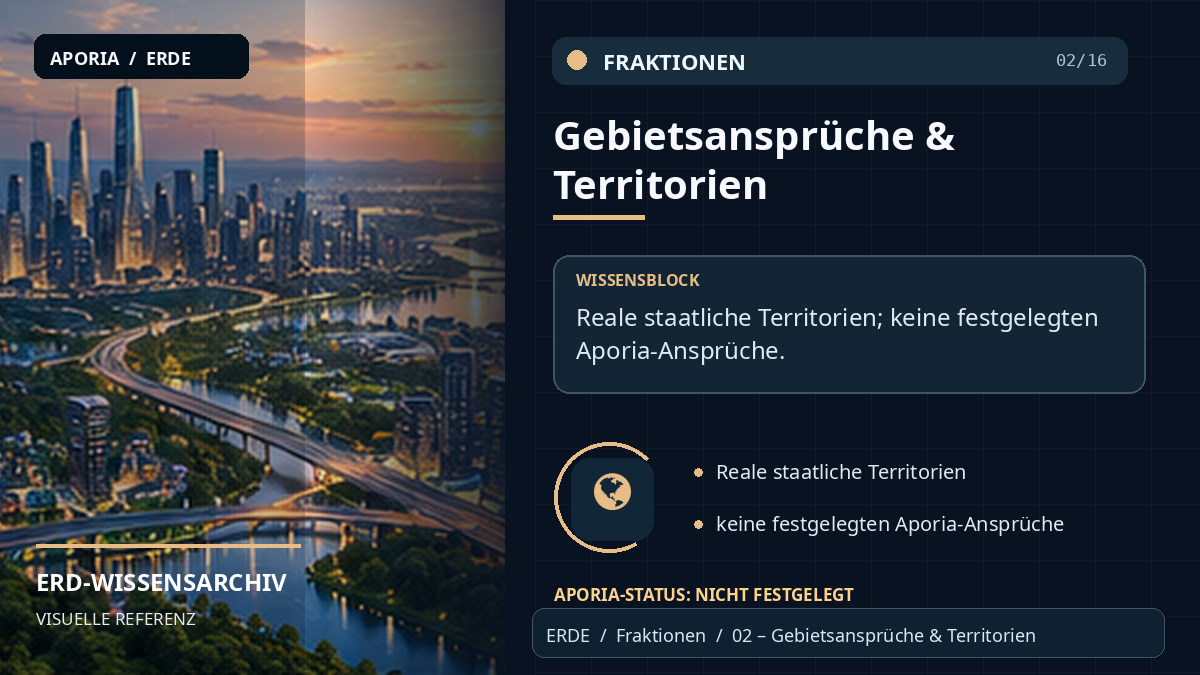 APORIA / ERDE
ERD-WISSENSARCHIV
VISUELLE REFERENZ
FRAKTIONEN
02/16
Gebietsansprüche &
Territorien
WISSENSBLOCK
Reale staatliche Territorien; keine festgelegten
Aporia-Ansprüche.
Reale staatliche Territorien
keine festgelegten Aporia-Ansprüche
APORIA-STATUS: NICHT FESTGELEGT
ERDE / Fraktionen / 02 – Gebietsansprüche & Territorien